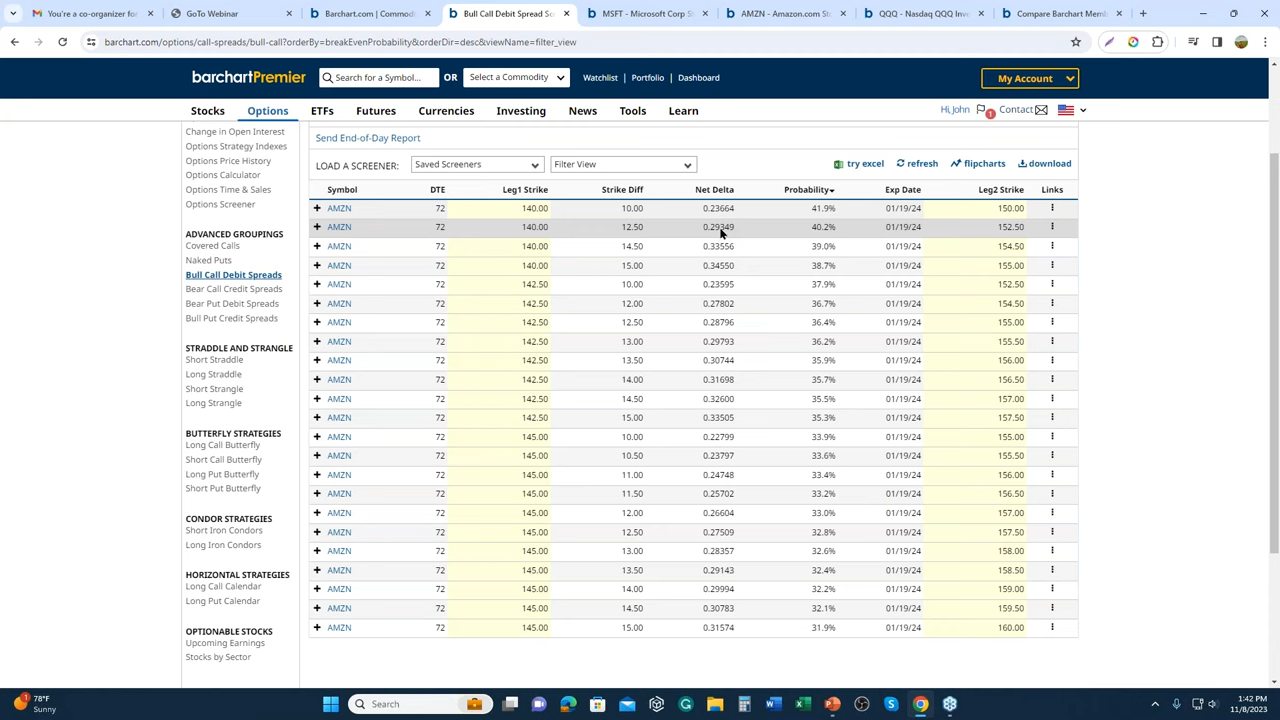 You're a co-organizer for
GoTo Webinar
Barchart.com | Commod
Bull Call Debit Spread Sc
MSFT - Microsoft Corp St
AMZN - Amazon.com St
QQQ - Nasdaq QQQ Inv
Compare Barchart Mem
barchart.com/options/call-spreads/bull-call?orderBy=breakEvenProbability&orderDir=desc&viewName=filter_view
barchartPremier
Search for a Symbol...
OR
Select a Commodity
Watchlist
Portfolio
Dashboard
My Account
Stocks
Options
ETFs
Futures
Currencies
Investing
News
Tools
Learn
Hi, John
1
Contact
Change in Open Interest
Options Strategy Indexes
Options Price History
Options Calculator
Options Time & Sales
Options Screener
ADVANCED GROUPINGS
Covered Calls
Naked Puts
Bull Call Debit Spreads
Bear Call Credit Spreads
Bear Put Debit Spreads
Bull Put Credit Spreads
STRADDLE AND STRANGLE
Short Straddle
Long Straddle
Short Strangle
Long Strangle
BUTTERFLY STRATEGIES
Long Call Butterfly
Short Call Butterfly
Long Put Butterfly
Short Put Butterfly
CONDOR STRATEGIES
Short Iron Condors
Long Iron Condors
HORIZONTAL STRATEGIES
Long Call Calendar
Long Put Calendar
OPTIONABLE STOCKS
Upcoming Earnings
Stocks by Sector
Send End-of-Day Report
LOAD A SCREENER: Saved Screeners Filter View try excel refresh flipcharts download
Symbol DTE Leg1 Strike Strike Diff Net Delta Probability Exp Date Leg2 Strike Links
AMZN 72 140.00 10.00 0.23664 41.9% 01/19/24 150.00
AMZN 72 140.00 12.50 0.29349 40.2% 01/19/24 152.50
AMZN 72 140.00 14.50 0.33556 39.0% 01/19/24 154.50
AMZN 72 140.00 15.00 0.34550 38.7% 01/19/24 155.00
AMZN 72 142.50 10.00 0.23595 37.9% 01/19/24 152.50
AMZN 72 142.50 12.00 0.27802 36.7% 01/19/24 154.50
AMZN 72 142.50 12.50 0.28796 36.4% 01/19/24 155.00
AMZN 72 142.50 13.00 0.29793 36.2% 01/19/24 155.50
AMZN 72 142.50 13.50 0.30744 35.9% 01/19/24 156.00
AMZN 72 142.50 14.00 0.31698 35.7% 01/19/24 156.50
AMZN 72 142.50 14.50 0.32600 35.5% 01/19/24 157.00
AMZN 72 142.50 15.00 0.33505 35.3% 01/19/24 157.50
AMZN 72 145.00 10.00 0.22799 33.9% 01/19/24 155.00
AMZN 72 145.00 10.50 0.23797 33.6% 01/19/24 155.50
AMZN 72 145.00 11.00 0.24748 33.4% 01/19/24 156.00
AMZN 72 145.00 11.50 0.25702 33.2% 01/19/24 156.50
AMZN 72 145.00 12.00 0.26604 33.0% 01/19/24 157.00
AMZN 72 145.00 12.50 0.27509 32.8% 01/19/24 157.50
AMZN 72 145.00 13.00 0.28357 32.6% 01/19/24 158.00
AMZN 72 145.00 13.50 0.29143 32.4% 01/19/24 158.50
AMZN 72 145.00 14.00 0.29994 32.2% 01/19/24 159.00
AMZN 72 145.00 14.50 0.30783 32.1% 01/19/24 159.50
AMZN 72 145.00 15.00 0.31574 31.9% 01/19/24 160.00
1
78°F
Sunny
Search
1:42 PM
11/8/2023